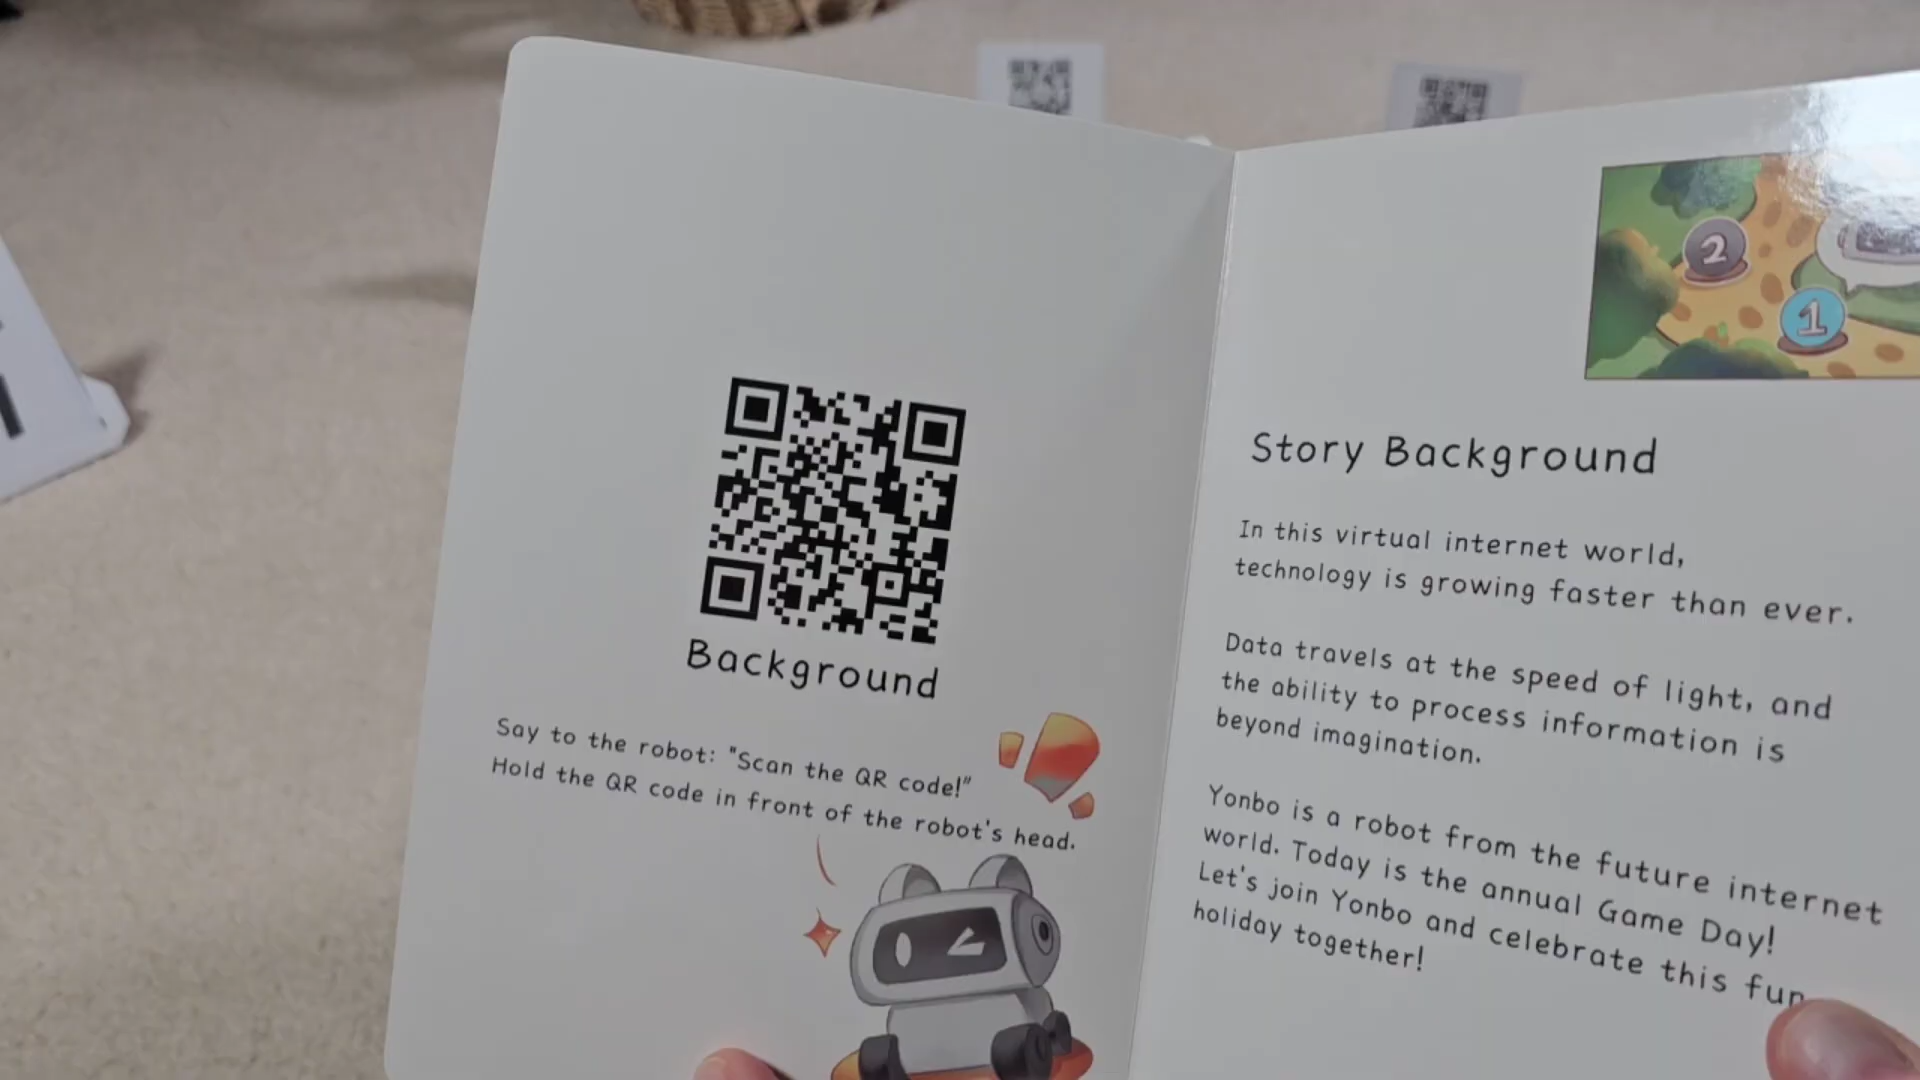 Background
Say to the robot: "Scan the QR code!"
Hold the QR code in front of the robot's head.
2
1
Story Background
In this virtual internet world,
technology is growing faster than ever.
Data travels at the speed of light, and
the ability to process information is
beyond imagination.
Yonbo is a robot from the future internet
world. Today is the annual Game Day!
Let's join Yonbo and celebrate this fun
holiday together!